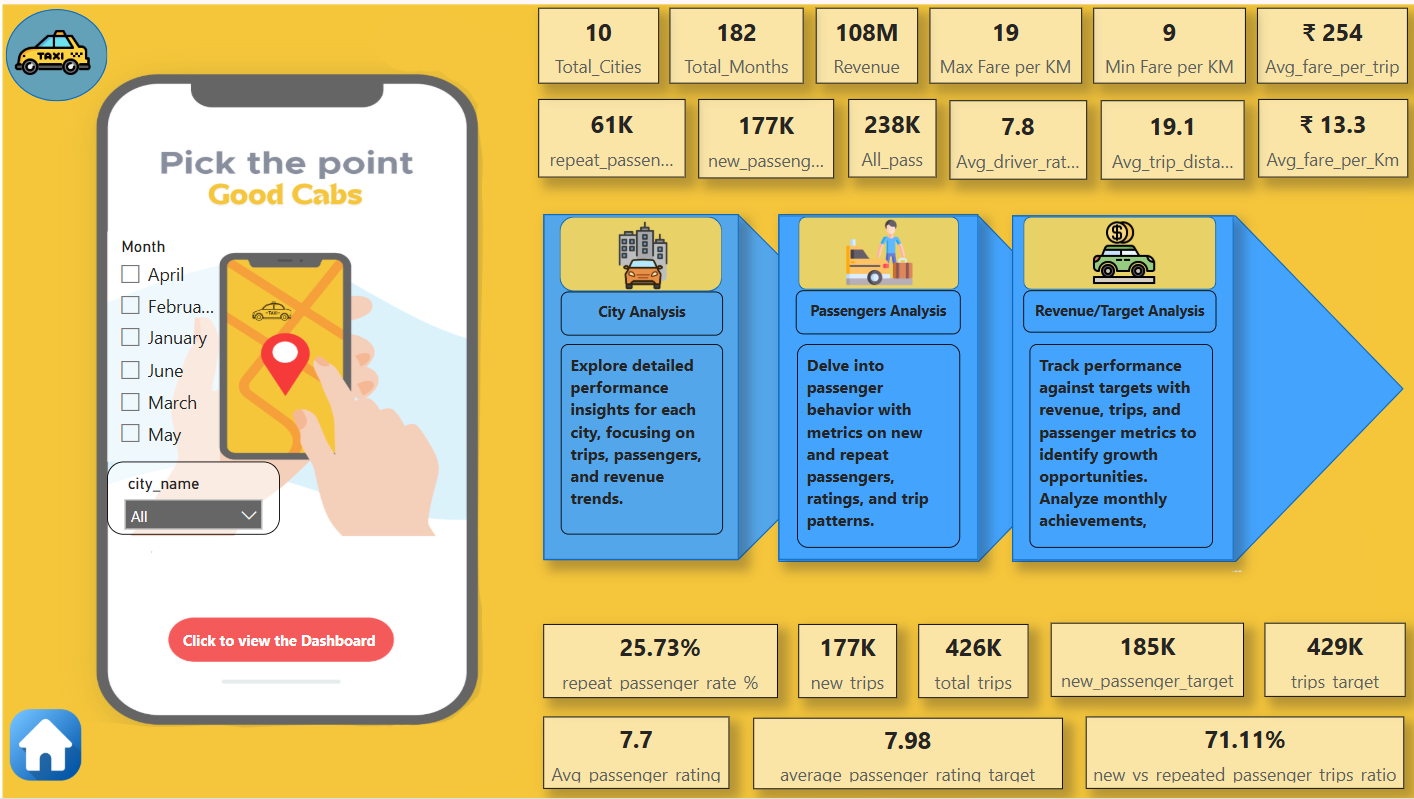 TAXI
10
Total_Cities
182
Total_Months
108M
Revenue
19
Max Fare per KM
9
Min Fare per KM
₹ 254
Avg_fare_per_trip
61K
repeat_passen...
177K
new_passeng...
238K
All_pass
7.8
Avg_driver_rat...
19.1
Avg_trip_dista...
₹ 13.3
Avg_fare_per_Km
Pick the point
Good Cabs
Month
April
Februa...
January
June
March
May
TAXI
city_name
All
Click to view the Dashboard
City Analysis
Explore detailed
performance
insights for each
city, focusing on
trips, passengers,
and revenue
trends.
Passengers Analysis
Delve into
passenger
behavior with
metrics on new
and repeat
passengers,
ratings, and trip
patterns.
Revenue/Target Analysis
Track performance
against targets with
revenue, trips, and
passenger metrics to
identify growth
opportunities.
Analyze monthly
achievements,
25.73%
repeat_passenger_rate_%
177K
new_trips
426K
total_trips
185K
new_passenger_target
429K
trips_target
7.7
Avg_passenger_rating
7.98
average_passenger_rating_target
71.11%
new_vs_repeated_passenger_trips_ratio